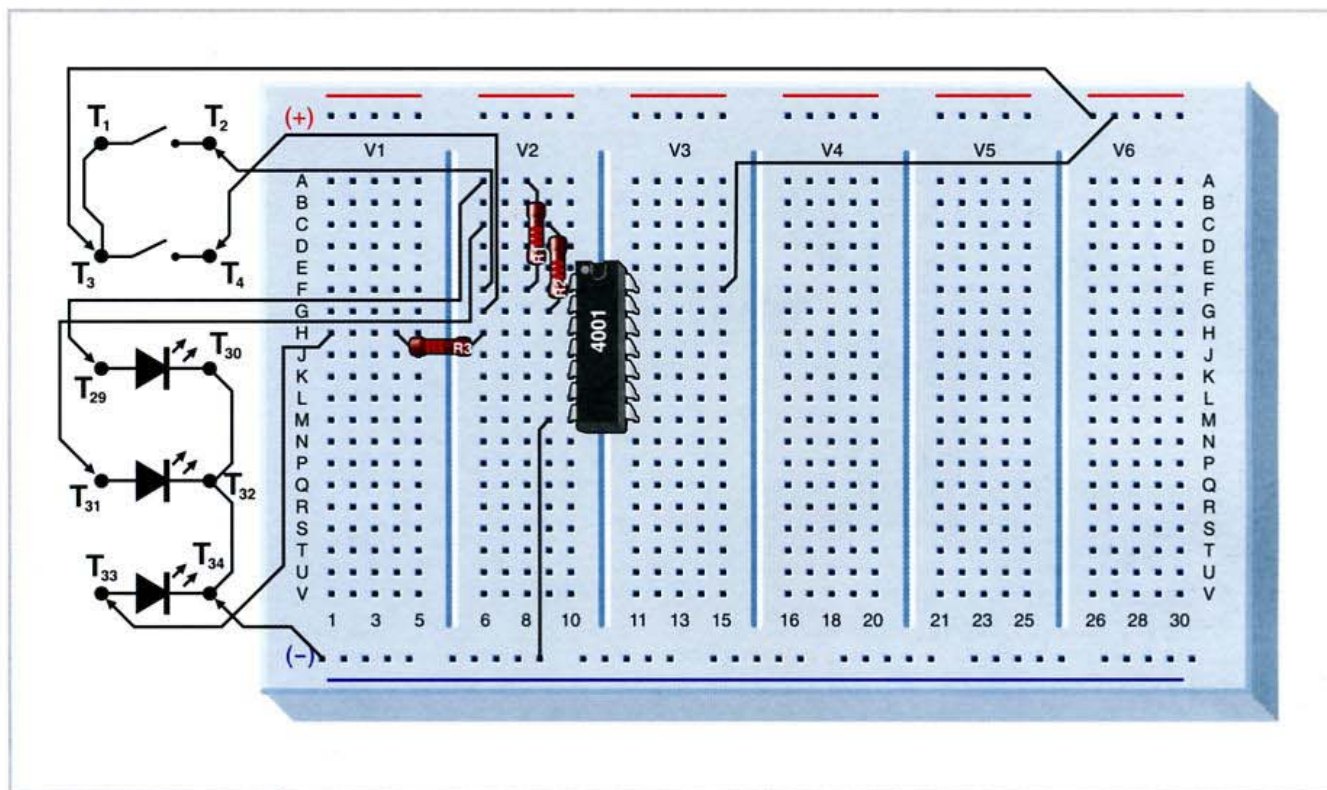 (+)
T1 T2
V1 V2 V3 V4 V5 V6
A A
B B
C C
D D
T3 T4
E E
R1
F F
R2
G G
4001
H H
R3
J J
T29 T30
K K
L L
M M
N N
P P
T31 T32
Q Q
R R
S S
T T
T33 T34
U U
V V
1 3 5 6 8 10 11 13 15 16 18 20 21 23 25 26 28 30
(−)